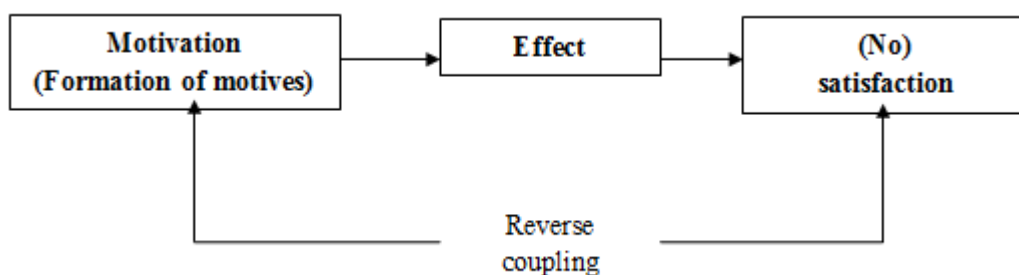 Motivation
(Formation of motives)
Effect
(No)
satisfaction
Reverse
coupling